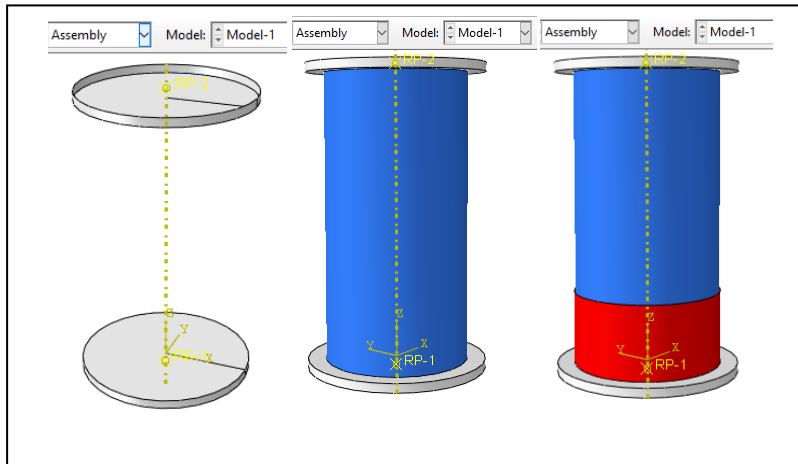 Assembly Model: Model-1
RP-2
Z
Y
RP X
Assembly Model: Model-1
RP-2
Z
Y X
RP-1
Assembly Model: Model-1
RP-2
Z
Y X
RP-1